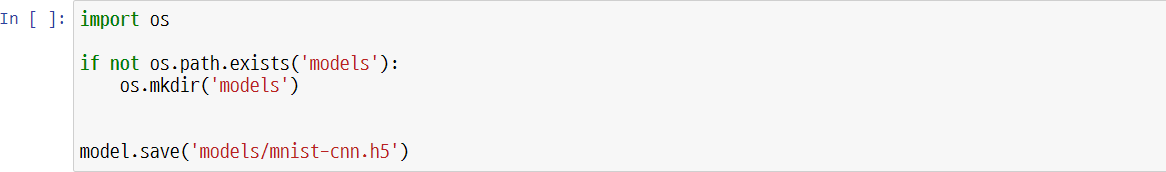 In [ ]: import os
if not os.path.exists('models'):
    os.mkdir('models')
model.save('models/mnist-cnn.h5')